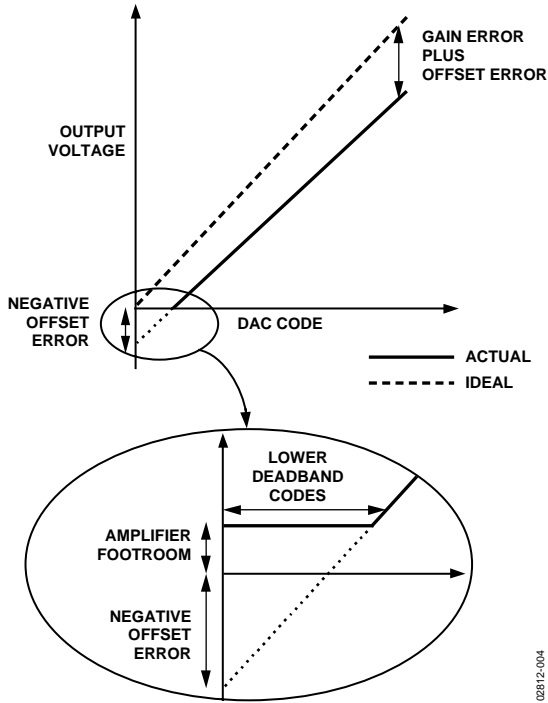 GAIN ERROR
PLUS
OFFSET ERROR
OUTPUT
VOLTAGE
NEGATIVE
OFFSET
ERROR
DAC CODE
ACTUAL
IDEAL
LOWER
DEADBAND
CODES
AMPLIFIER
FOOTROOM
NEGATIVE
OFFSET
ERROR
02812-004